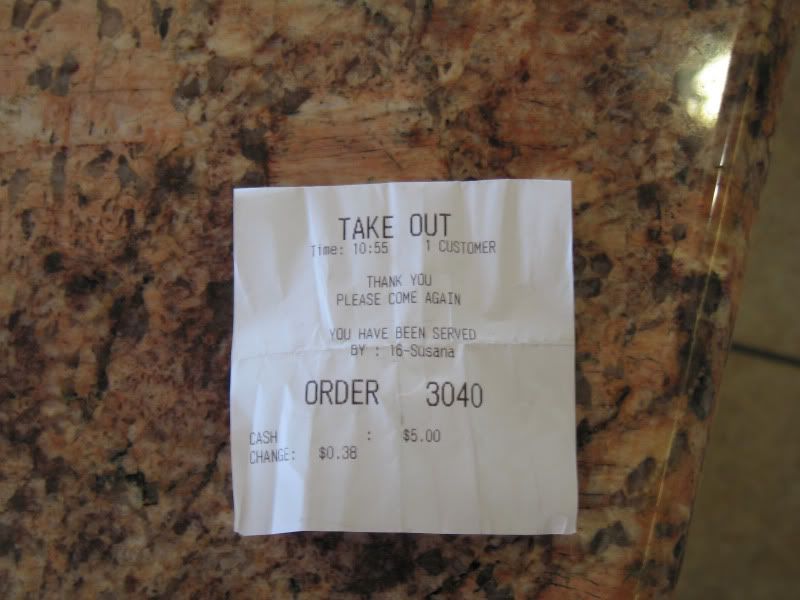 TAKE OUT
Time: 10:55 1 CUSTOMER
THANK YOU
PLEASE COME AGAIN
YOU HAVE BEEN SERVED
BY : 16-Susana
ORDER 3040
CASH : $5.00
CHANGE: $0.38